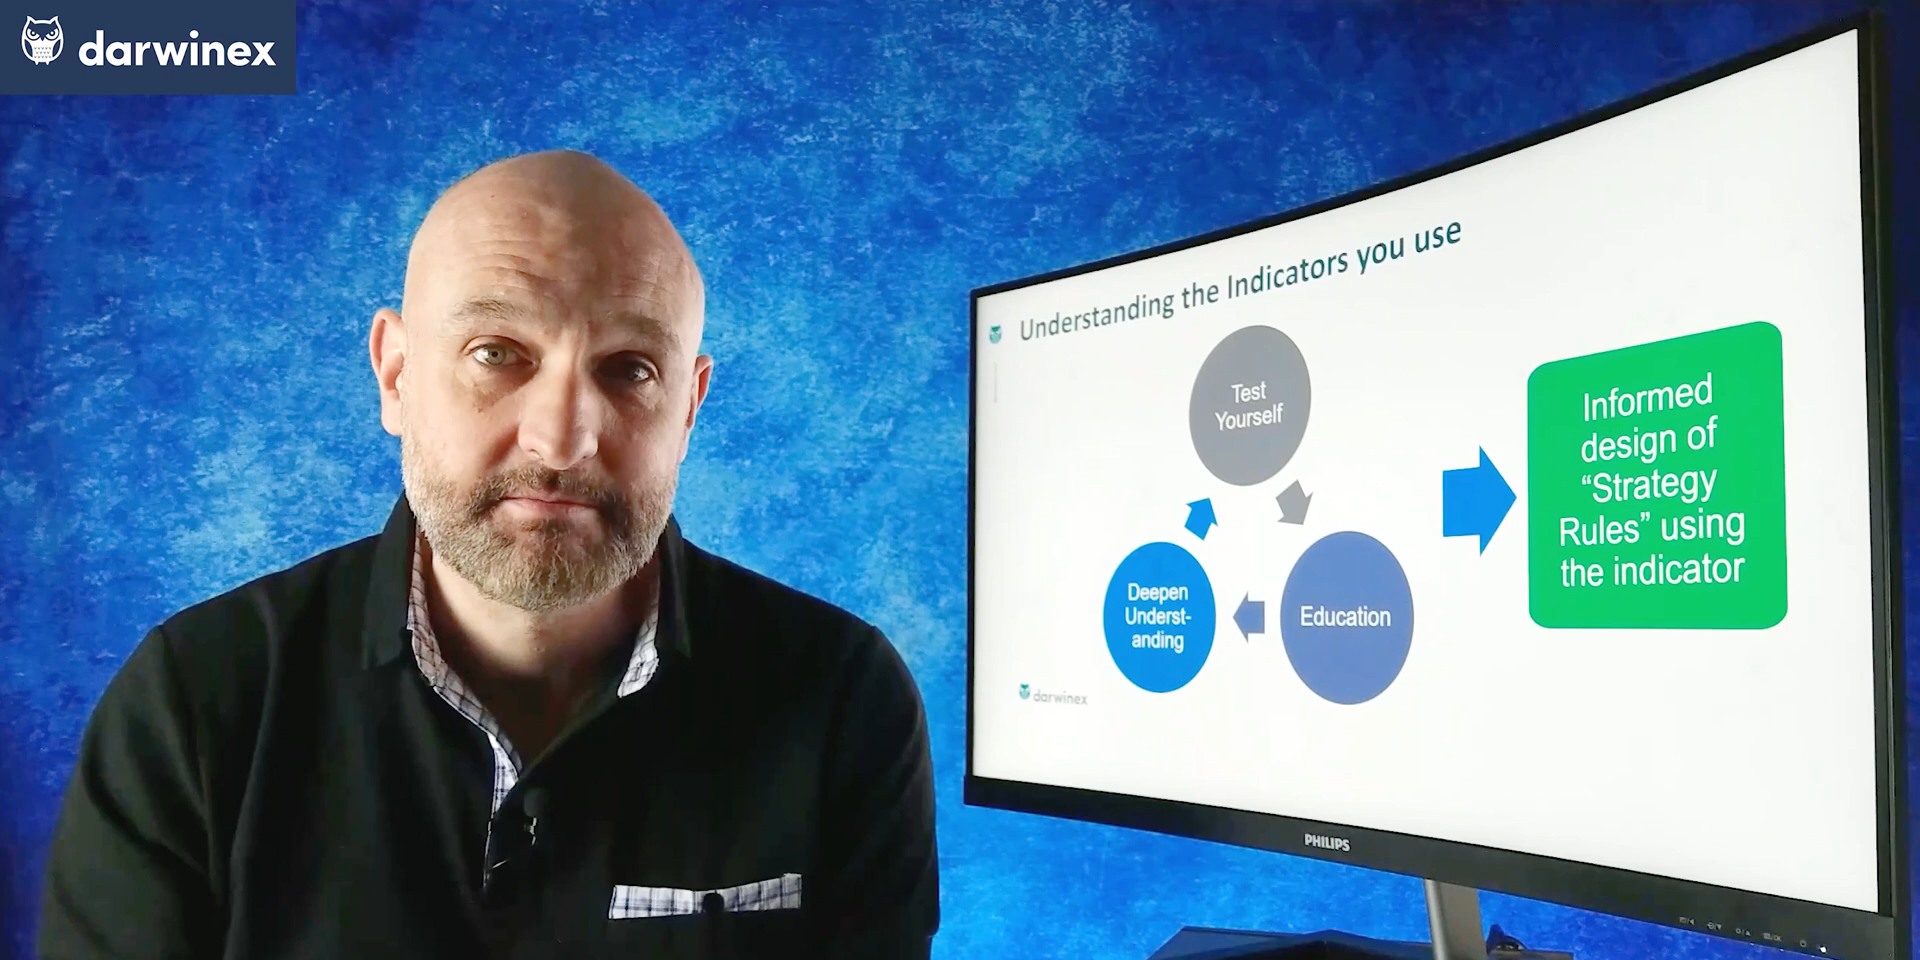 darwinex
Understanding the Indicators you use
Test
Yourself
Education
Deepen
Underst-
anding
Informed
design of
“Strategy
Rules” using
the indicator
darwinex
PHILIPS